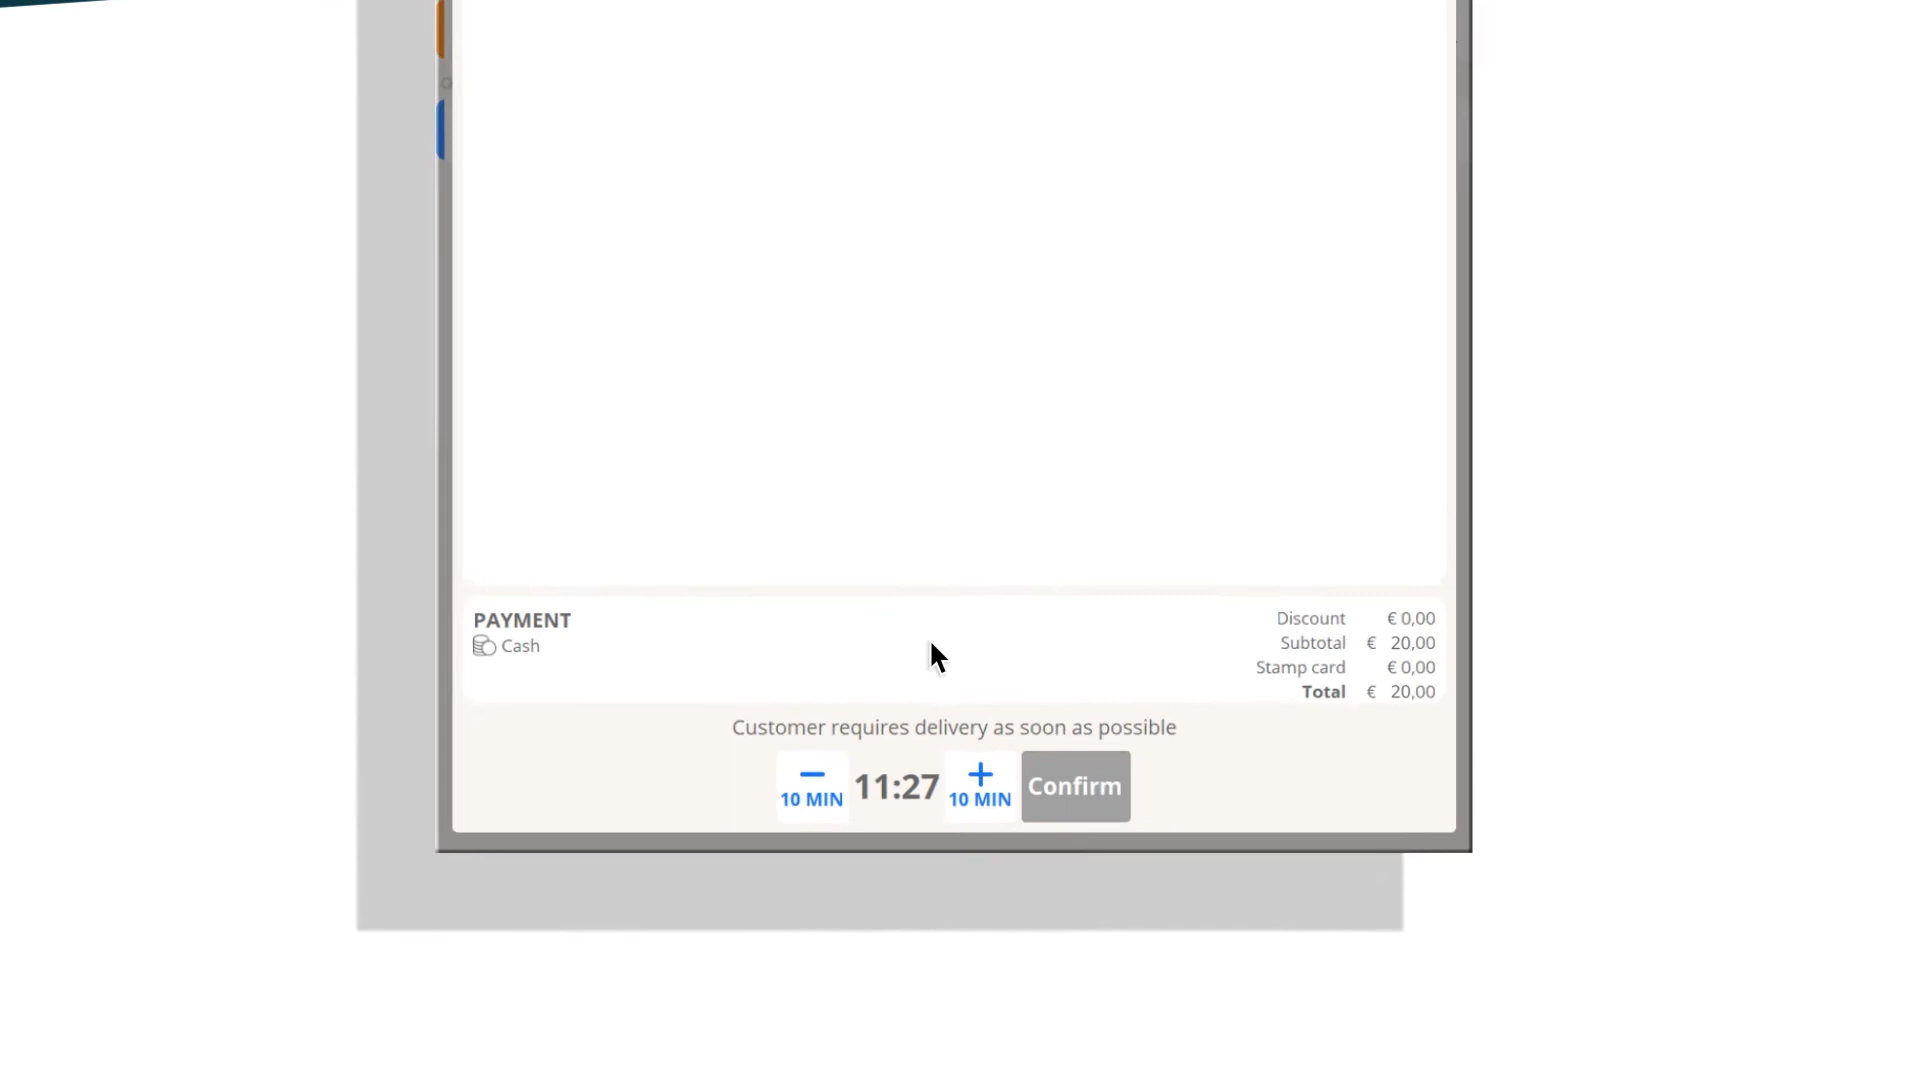 PAYMENT
Cash
Discount € 0,00
Subtotal € 20,00
Stamp card € 0,00
Total € 20,00
Customer requires delivery as soon as possible
10 MIN 11:27 10 MIN Confirm